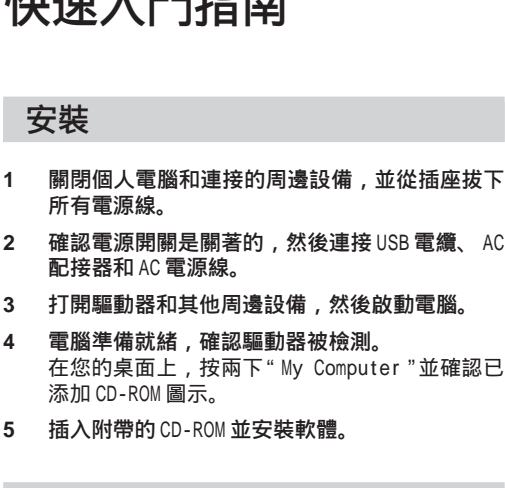 快速入門指南
安裝
1 關閉個人電腦和連接的周邊設備，並從插座拔下
所有電源線。
2 確認電源開關是關著的，然後連接 USB 電纜、 AC
配接器和 AC 電源線。
3 打開驅動器和其他周邊設備，然後啟動電腦。
4 電腦準備就緒，確認驅動器被檢測。
在您的桌面上，按兩下“ My Computer ”並確認已
添加 CD-ROM 圖示。
5 插入附帶的 CD-ROM 並安裝軟體。